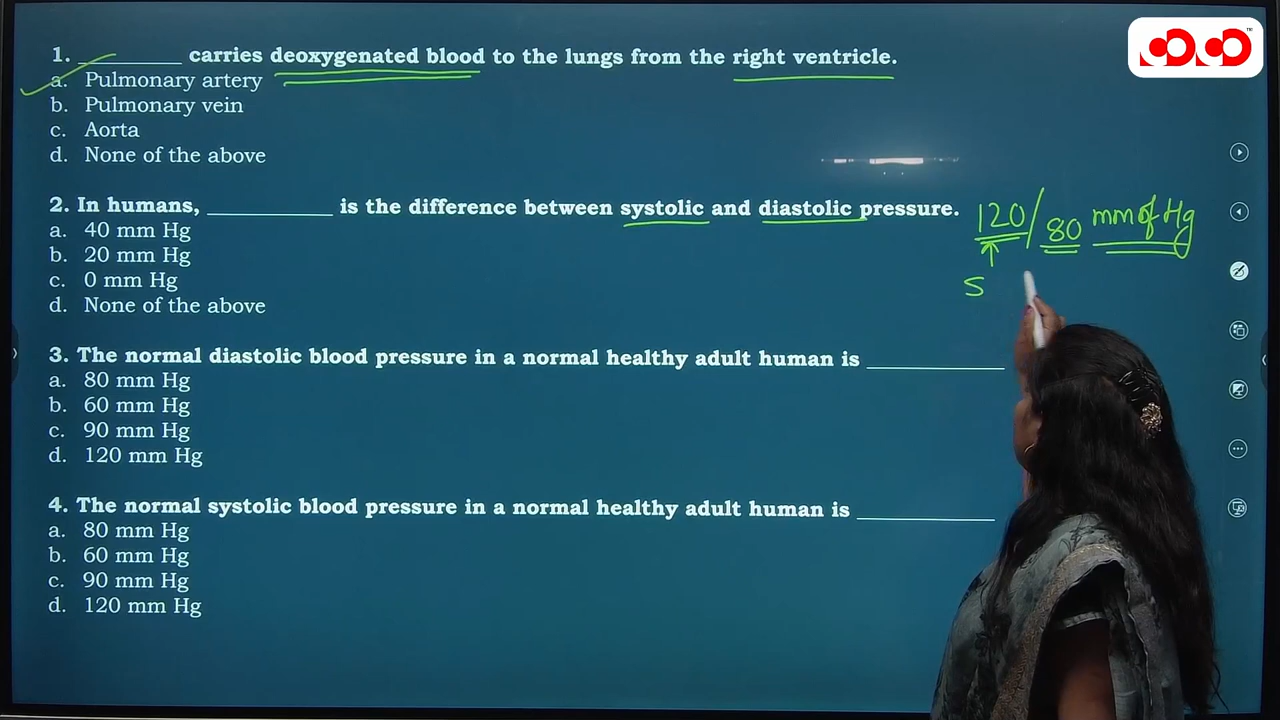 1. __________ carries deoxygenated blood to the lungs from the right ventricle.
a. Pulmonary artery
b. Pulmonary vein
c. Aorta
d. None of the above
2. In humans, ____________ is the difference between systolic and diastolic pressure.
120/80 mm of Hg
S
a. 40 mm Hg
b. 20 mm Hg
c. 0 mm Hg
d. None of the above
3. The normal diastolic blood pressure in a normal healthy adult human is _____________
a. 80 mm Hg
b. 60 mm Hg
c. 90 mm Hg
d. 120 mm Hg
4. The normal systolic blood pressure in a normal healthy adult human is _____________
a. 80 mm Hg
b. 60 mm Hg
c. 90 mm Hg
d. 120 mm Hg